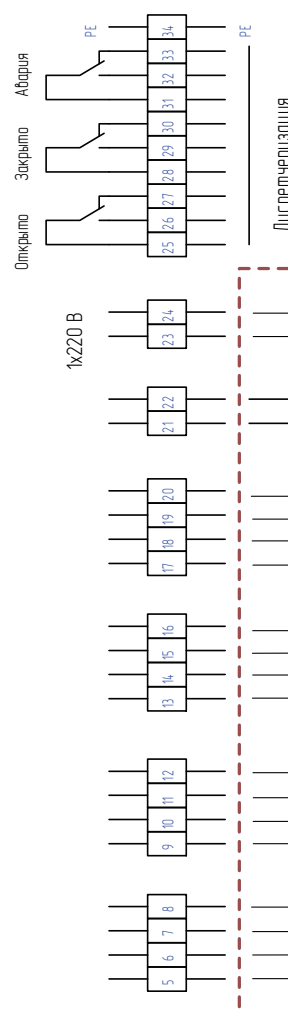 Открыто
Закрыто
Авария
5 6 7 8 9 10 11 12 13 14 15 16 17 18 19 20 21 22 23 24 25 26 27 28 29 30 31 32 33 34
1x220 В
PE
PE
Диспетчеризация